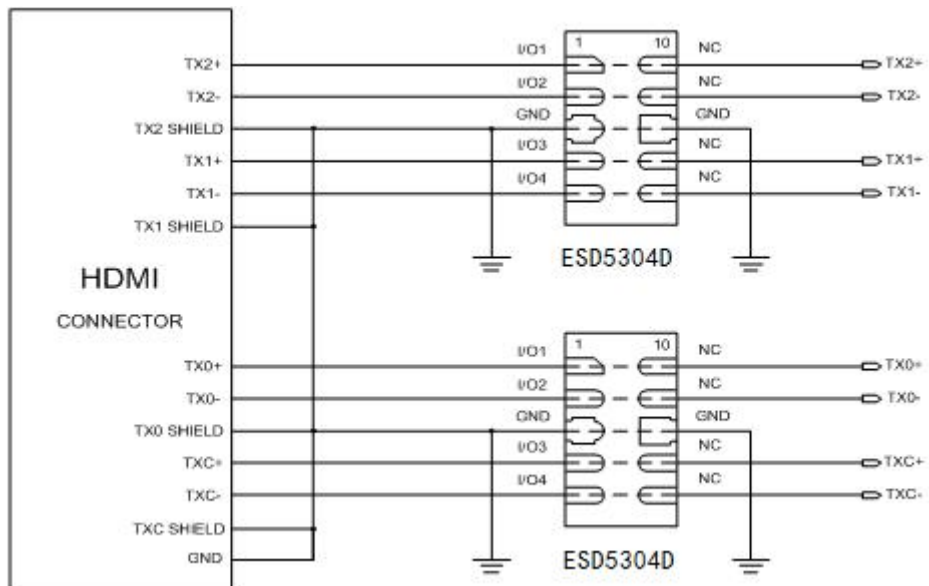 I/O1 1 10 NC
TX2+ TX2+
I/O2 NC
TX2- TX2-
GND GND
TX2 SHIELD
I/O3 NC
TX1+ TX1+
I/O4 NC
TX1- TX1-
TX1 SHIELD
ESD5304D
HDMI
CONNECTOR
I/O1 1 10 NC
TX0+ TX0+
I/O2 NC
TX0- TX0-
GND GND
TX0 SHIELD
I/O3 NC
TXC+ TXC+
I/O4 NC
TXC- TXC-
TXC SHIELD
GND
ESD5304D